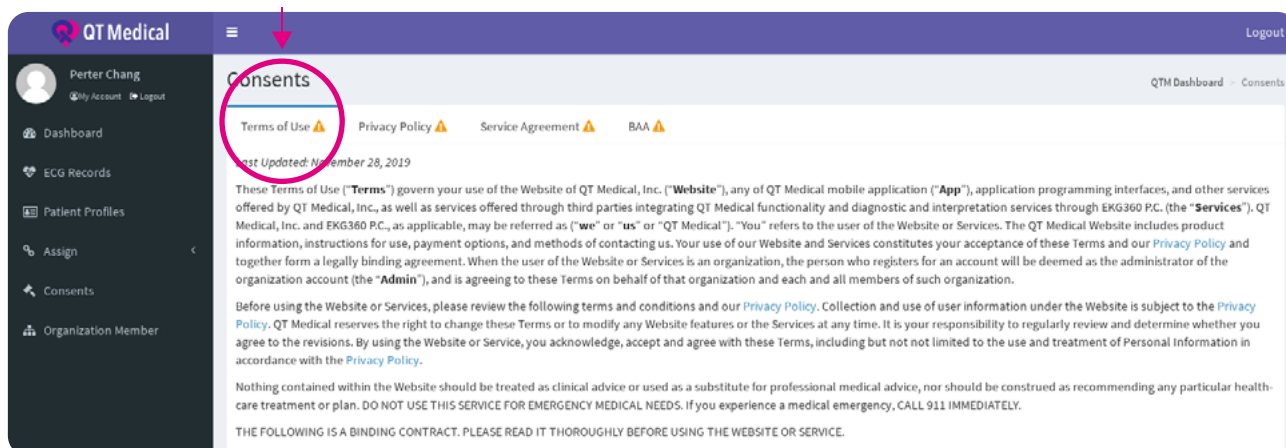 QT Medical
Logout
Perter Chang
My Account Logout
Dashboard
ECG Records
Patient Profiles
Assign
Consents
Organization Member
Consents
QTM Dashboard > Consents
Terms of Use Privacy Policy Service Agreement BAA
Last Updated: November 28, 2019
These Terms of Use ("Terms") govern your use of the Website of QT Medical, Inc. ("Website"), any of QT Medical mobile application ("App"), application programming interfaces, and other services
offered by QT Medical, Inc., as well as services offered through third parties integrating QT Medical functionality and diagnostic and interpretation services through EKG360 P.C. (the "Services"). QT
Medical, Inc. and EKG360 P.C., as applicable, may be referred as ("we" or "us" or "QT Medical"). "You" refers to the user of the Website or Services. The QT Medical Website includes product
information, instructions for use, payment options, and methods of contacting us. Your use of our Website and Services constitutes your acceptance of these Terms and our Privacy Policy and
together form a legally binding agreement. When the user of the Website or Services is an organization, the person who registers for an account will be deemed as the administrator of the
organization account (the "Admin"), and is agreeing to these Terms on behalf of that organization and each and all members of such organization.
Before using the Website or Services, please review the following terms and conditions and our Privacy Policy. Collection and use of user information under the Website is subject to the Privacy
Policy. QT Medical reserves the right to change these Terms or to modify any Website features or the Services at any time. It is your responsibility to regularly review and determine whether you
agree to the revisions. By using the Website or Service, you acknowledge, accept and agree with these Terms, including but not not limited to the use and treatment of Personal Information in
accordance with the Privacy Policy.
Nothing contained within the Website should be treated as clinical advice or used as a substitute for professional medical advice, nor should be construed as recommending any particular health-
care treatment or plan. DO NOT USE THIS SERVICE FOR EMERGENCY MEDICAL NEEDS. If you experience a medical emergency, CALL 911 IMMEDIATELY.
THE FOLLOWING IS A BINDING CONTRACT. PLEASE READ IT THOROUGHLY BEFORE USING THE WEBSITE OR SERVICE.